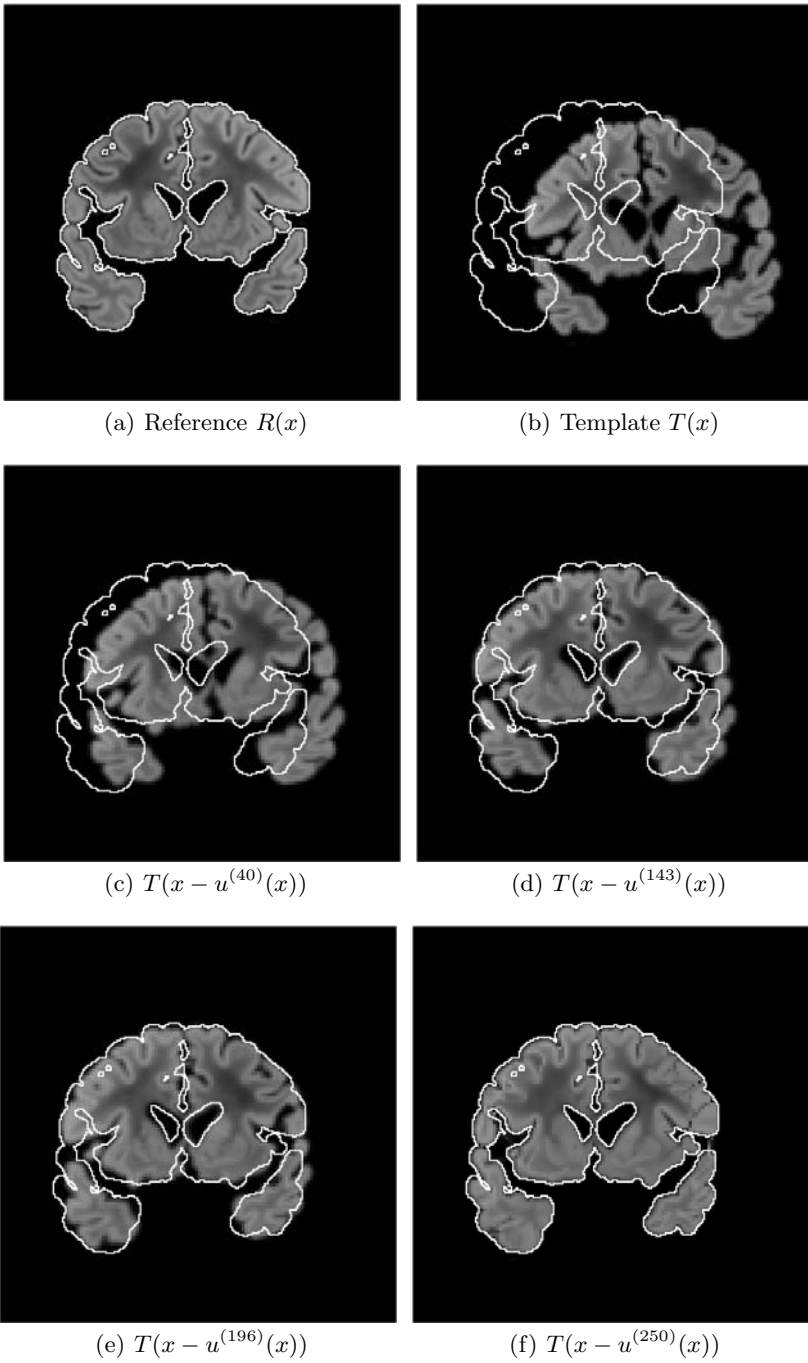 (a) Reference R(x)
(b) Template T(x)
(c) T(x − u^(40)(x))
(d) T(x − u^(143)(x))
(e) T(x − u^(196)(x))
(f) T(x − u^(250)(x))